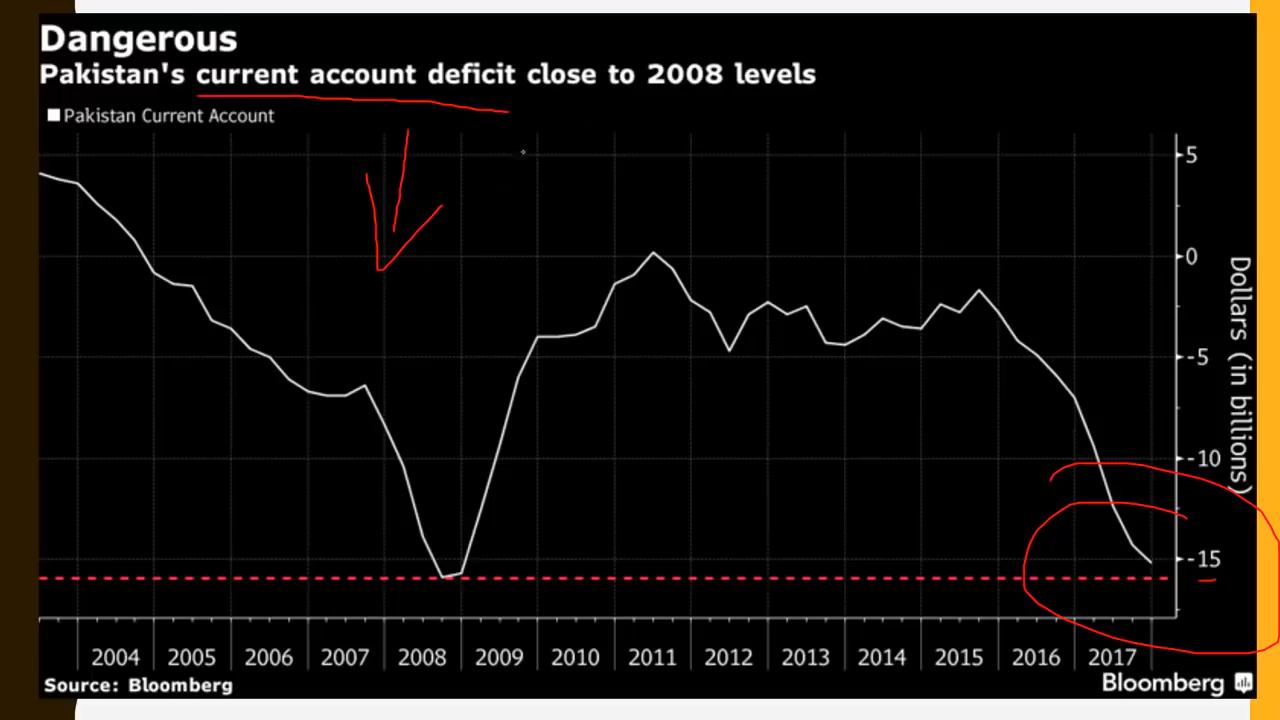 Dangerous
Pakistan's current account deficit close to 2008 levels
Pakistan Current Account
5
0
-5
-10
-15
Dollars (in billions)
2004 2005 2006 2007 2008 2009 2010 2011 2012 2013 2014 2015 2016 2017
Source: Bloomberg
Bloomberg